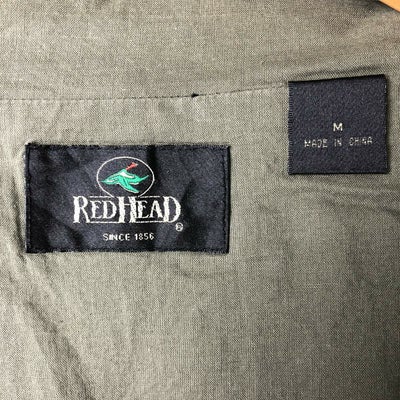 REDHEAD®
SINCE 1856
M
MADE IN CHINA